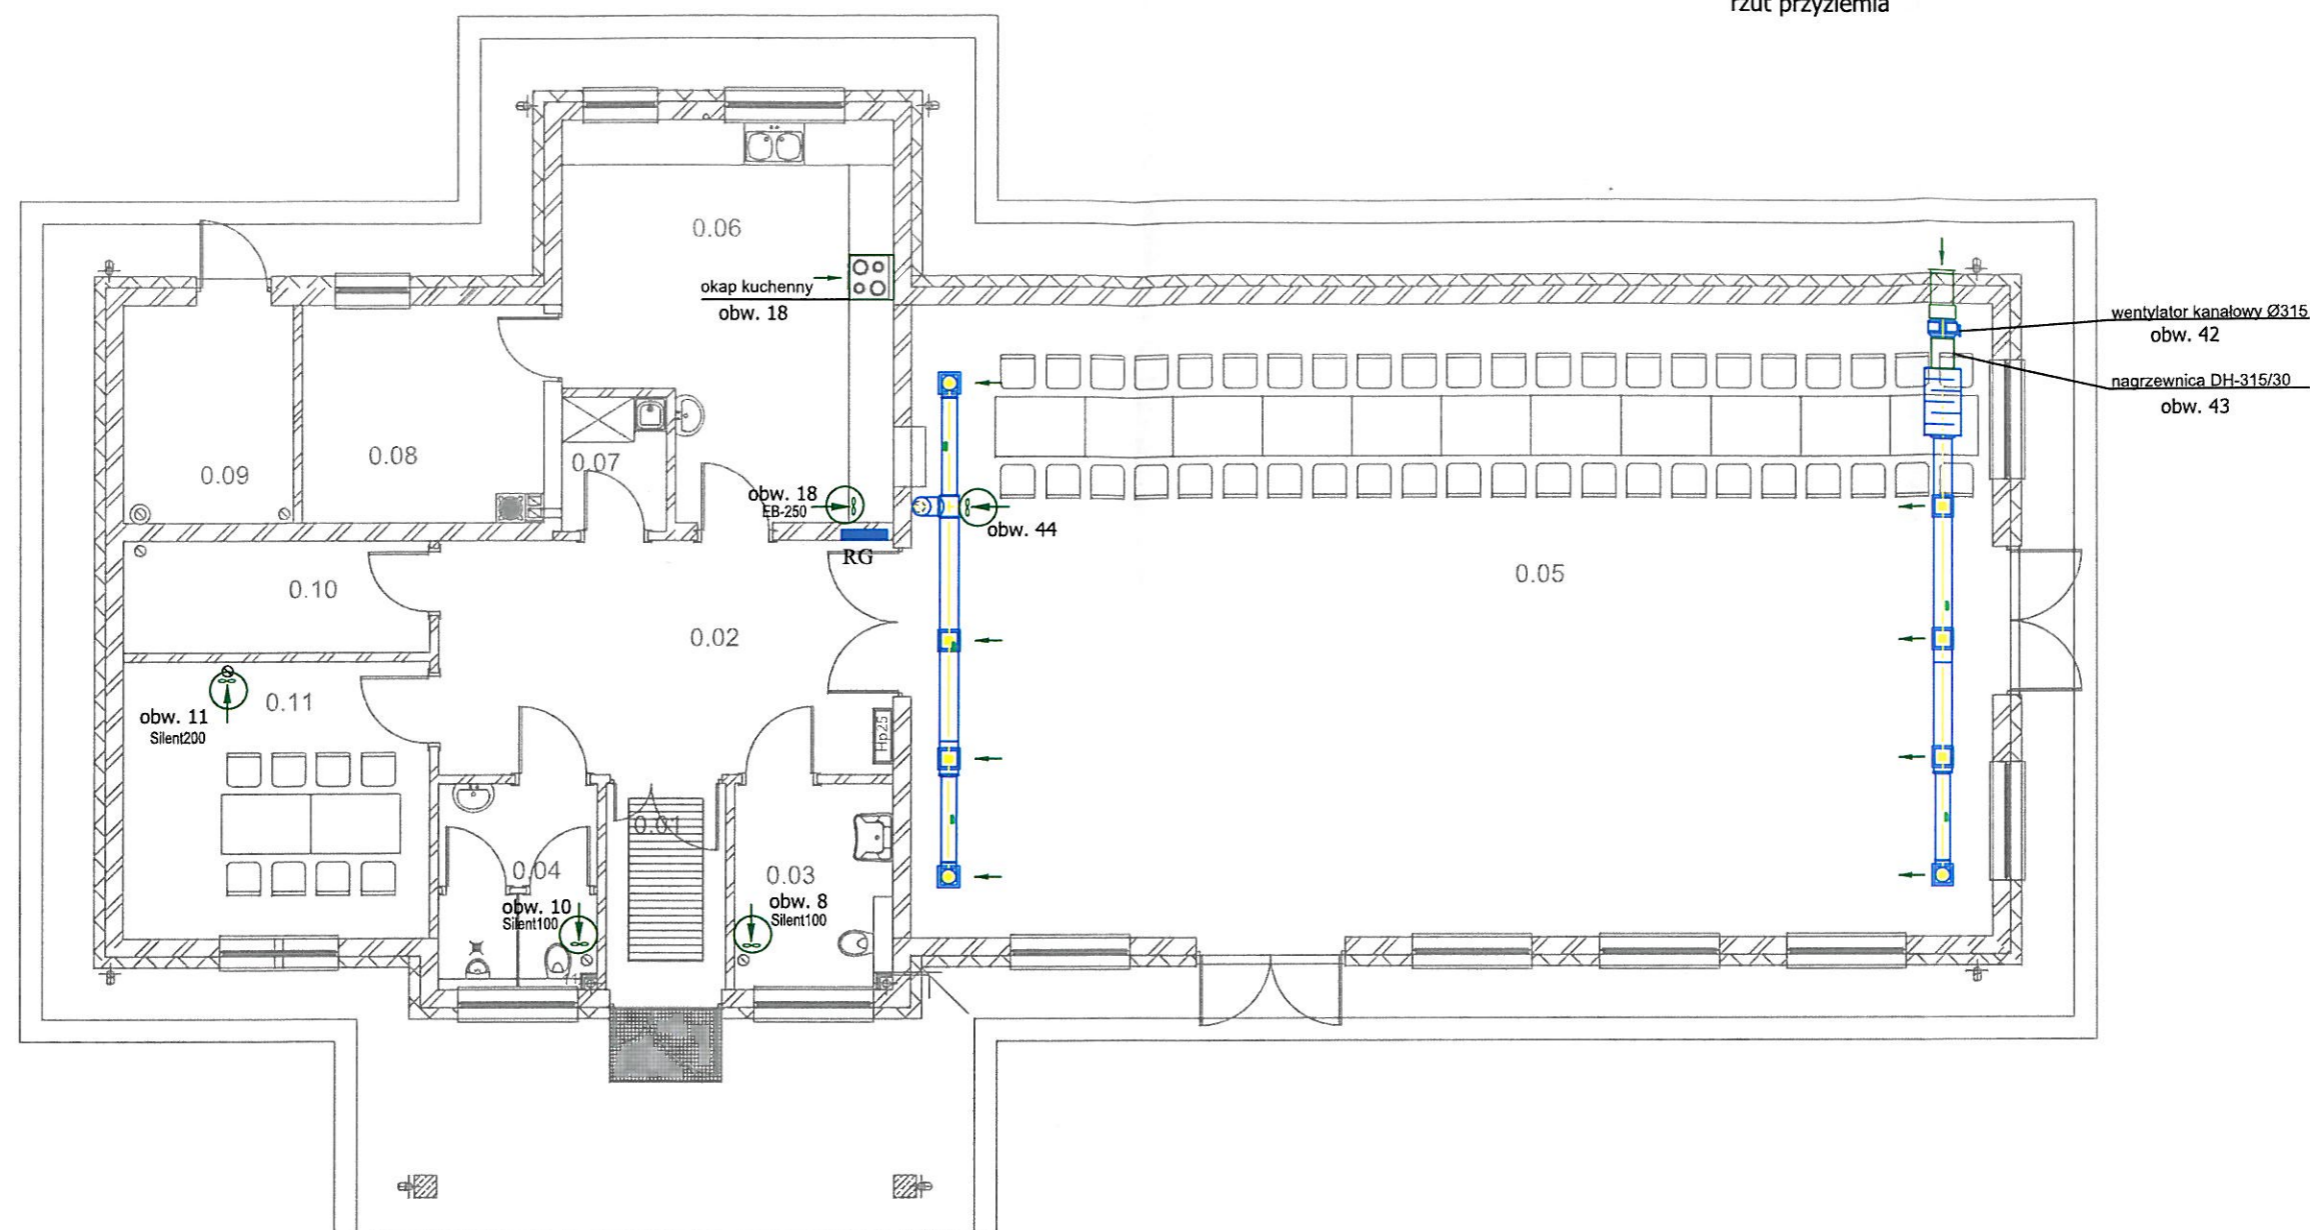 rzut przyziemia
0.06
okap kuchenny
obw. 18
wentylator kanałowy Ø315
obw. 42
nagrzewnica DH-315/30
obw. 43
0.09
0.08
0.07
obw. 18
EB-250
obw. 44
RG
0.05
0.10
0.02
0.11
obw. 11
Silent200
Hp25
0.01
0.04
obw. 10
Silent100
0.03
obw. 8
Silent100